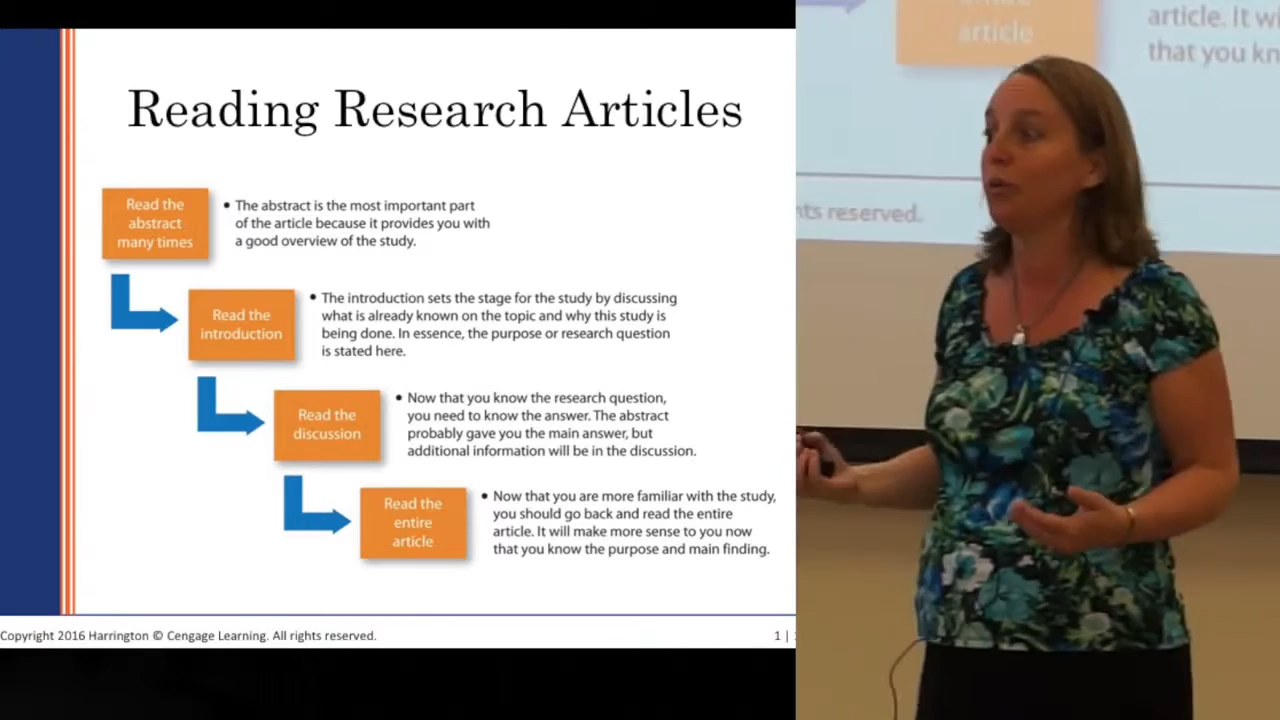 Reading Research Articles
Read the
abstract
many times
• The abstract is the most important part
of the article because it provides you with
a good overview of the study.
Read the
introduction
• The introduction sets the stage for the study by discussing
what is already known on the topic and why this study is
being done. In essence, the purpose or research question
is stated here.
Read the
discussion
• Now that you know the research question,
you need to know the answer. The abstract
probably gave you the main answer, but
additional information will be in the discussion.
Read the
entire
article
• Now that you are more familiar with the study,
you should go back and read the entire
article. It will make more sense to you now
that you know the purpose and main finding.
Copyright 2016 Harrington © Cengage Learning. All rights reserved.
1 |
entire
article
article. It wi
that you kn
hts reserved.